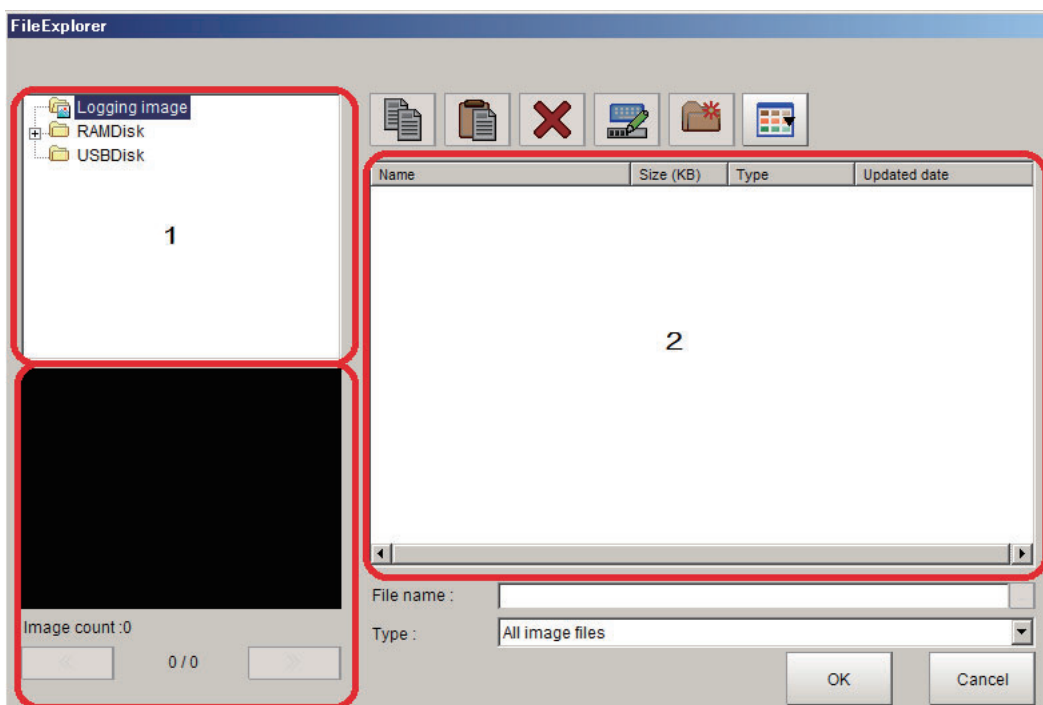 FileExplorer
Logging image
RAMDisk
USBDisk
1
Name Size (KB) Type Updated date
2
File name :
Type : All image files
Image count :0
0 / 0
OK Cancel